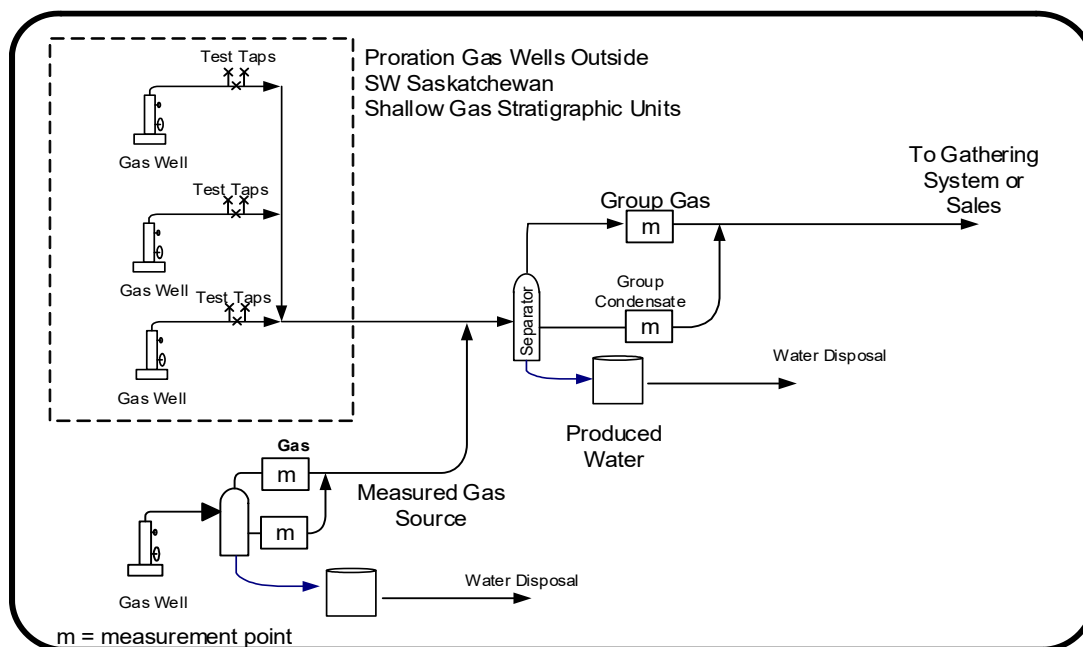 Test Taps
Gas Well
Test Taps
Gas Well
Test Taps
Gas Well
Proration Gas Wells Outside
SW Saskatchewan
Shallow Gas Stratigraphic Units
To Gathering
System or
Sales
Group Gas
m
Group
Condensate
m
Separator
Water Disposal
Produced
Water
Gas
m
m
Measured Gas
Source
Gas Well
Water Disposal
m = measurement point